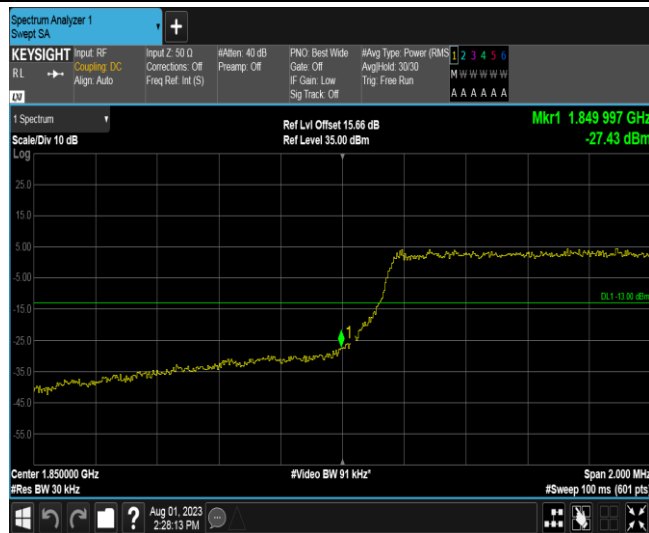 Spectrum Analyzer 1
Swept SA
+
KEYSIGHT
RL
LXI
Input: RF
Coupling: DC
Align: Auto
Input Z: 50 Ω
Corrections: Off
Freq Ref: Int (S)
#Atten: 40 dB
Preamp: Off
PNO: Best Wide
Gate: Off
IF Gain: Low
Sig Track: Off
#Avg Type: Power (RMS
Avg|Hold: 30/30
Trig: Free Run
1 2 3 4 5 6
M W W W W W
A A A A A A
1 Spectrum
Scale/Div 10 dB
Ref Lvl Offset 15.66 dB
Ref Level 35.00 dBm
Mkr1 1.849 997 GHz
-27.43 dBm
Log
25.0
15.0
5.00
-5.00
DL1 -13.00 dBm
-15.0
1
-25.0
-35.0
-45.0
-55.0
Center 1.850000 GHz
#Video BW 91 kHz*
Span 2.000 MHz
#Res BW 30 kHz
#Sweep 100 ms (601 pts)
?
Aug 01, 2023
2:28:13 PM